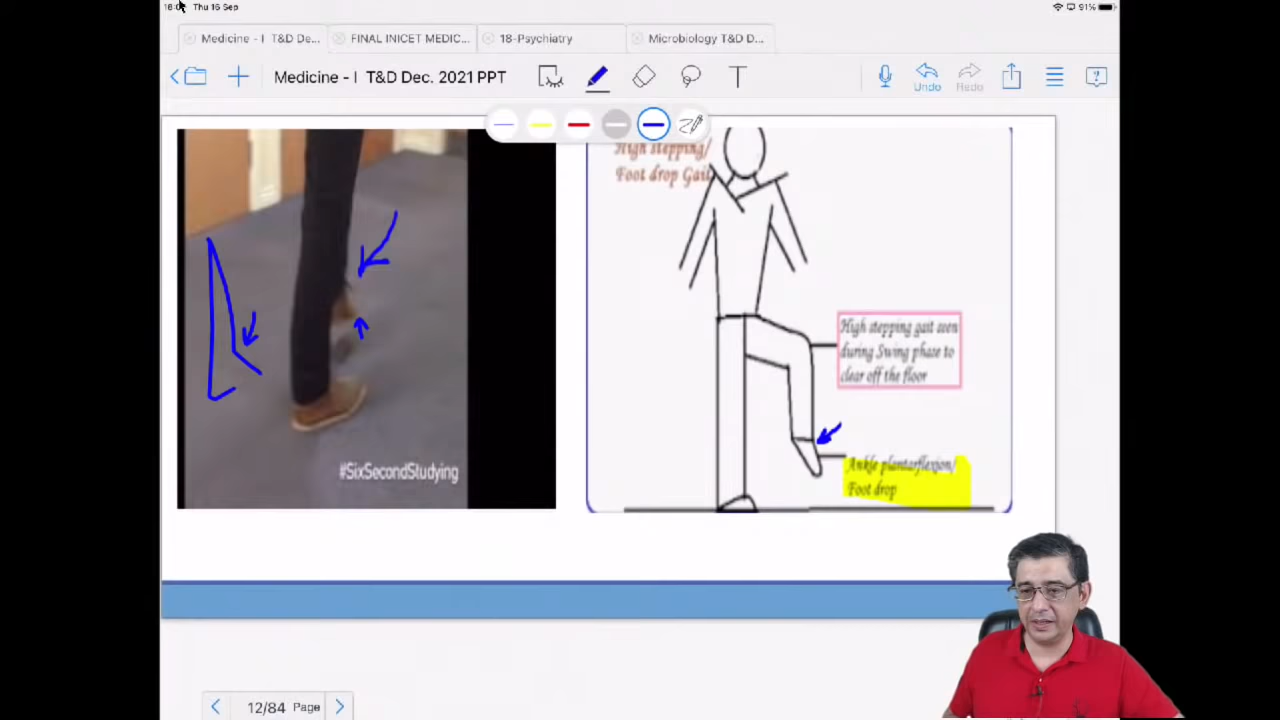 Thu 16 Sep
91%
Medicine - I T&D De...
FINAL INICET MEDIC...
18-Psychiatry
Microbiology T&D D...
Medicine - I T&D Dec. 2021 PPT
T
Undo
Redo
High stepping/
Foot drop Gait
High stepping gait seen
during Swing phase to
clear off the floor
Ankle plantarflexion/
Foot drop
#SixSecondStudying
12/84 Page